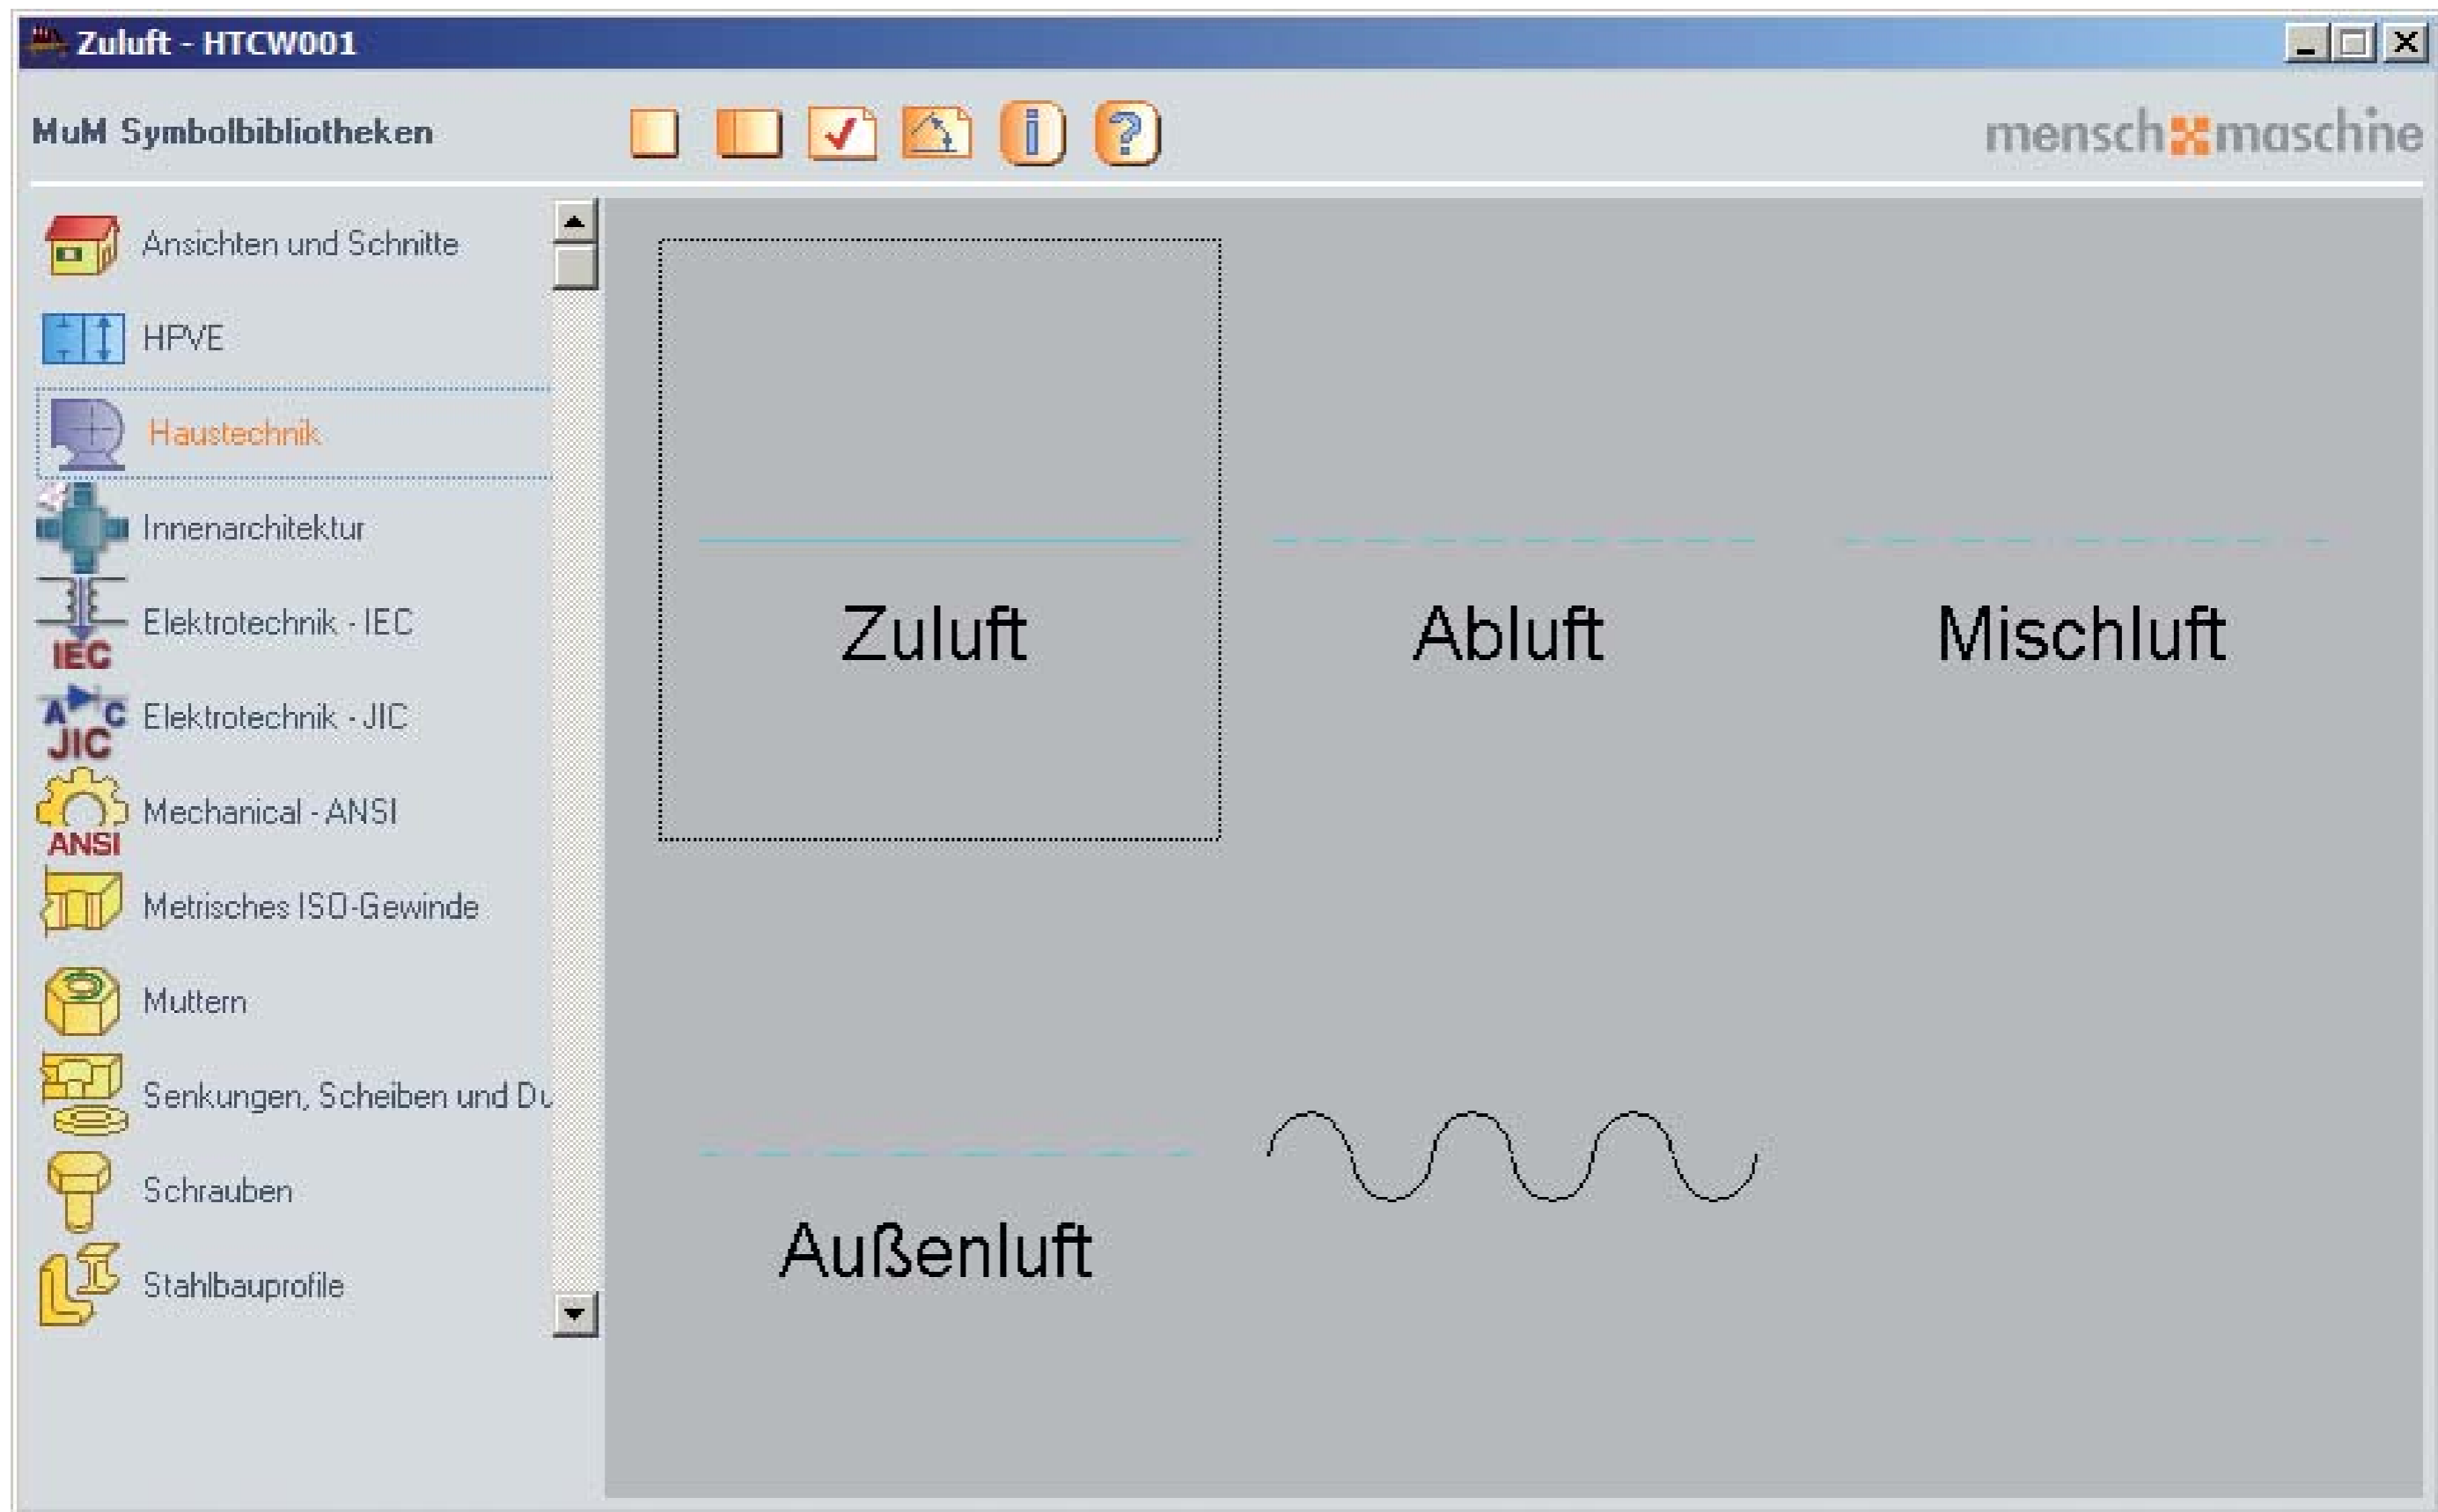 Zuluft - HTCW001
MuM Symbolbibliotheken
mensch maschine
Ansichten und Schnitte
HPVE
Haustechnik
Innenarchitektur
IEC
Elektrotechnik - IEC
A C
JIC
Elektrotechnik - JIC
ANSI
Mechanical - ANSI
Metrisches ISO-Gewinde
Muttern
Senkungen, Scheiben und Du
Schrauben
Stahlbauprofile
Zuluft
Abluft
Mischluft
Außenluft